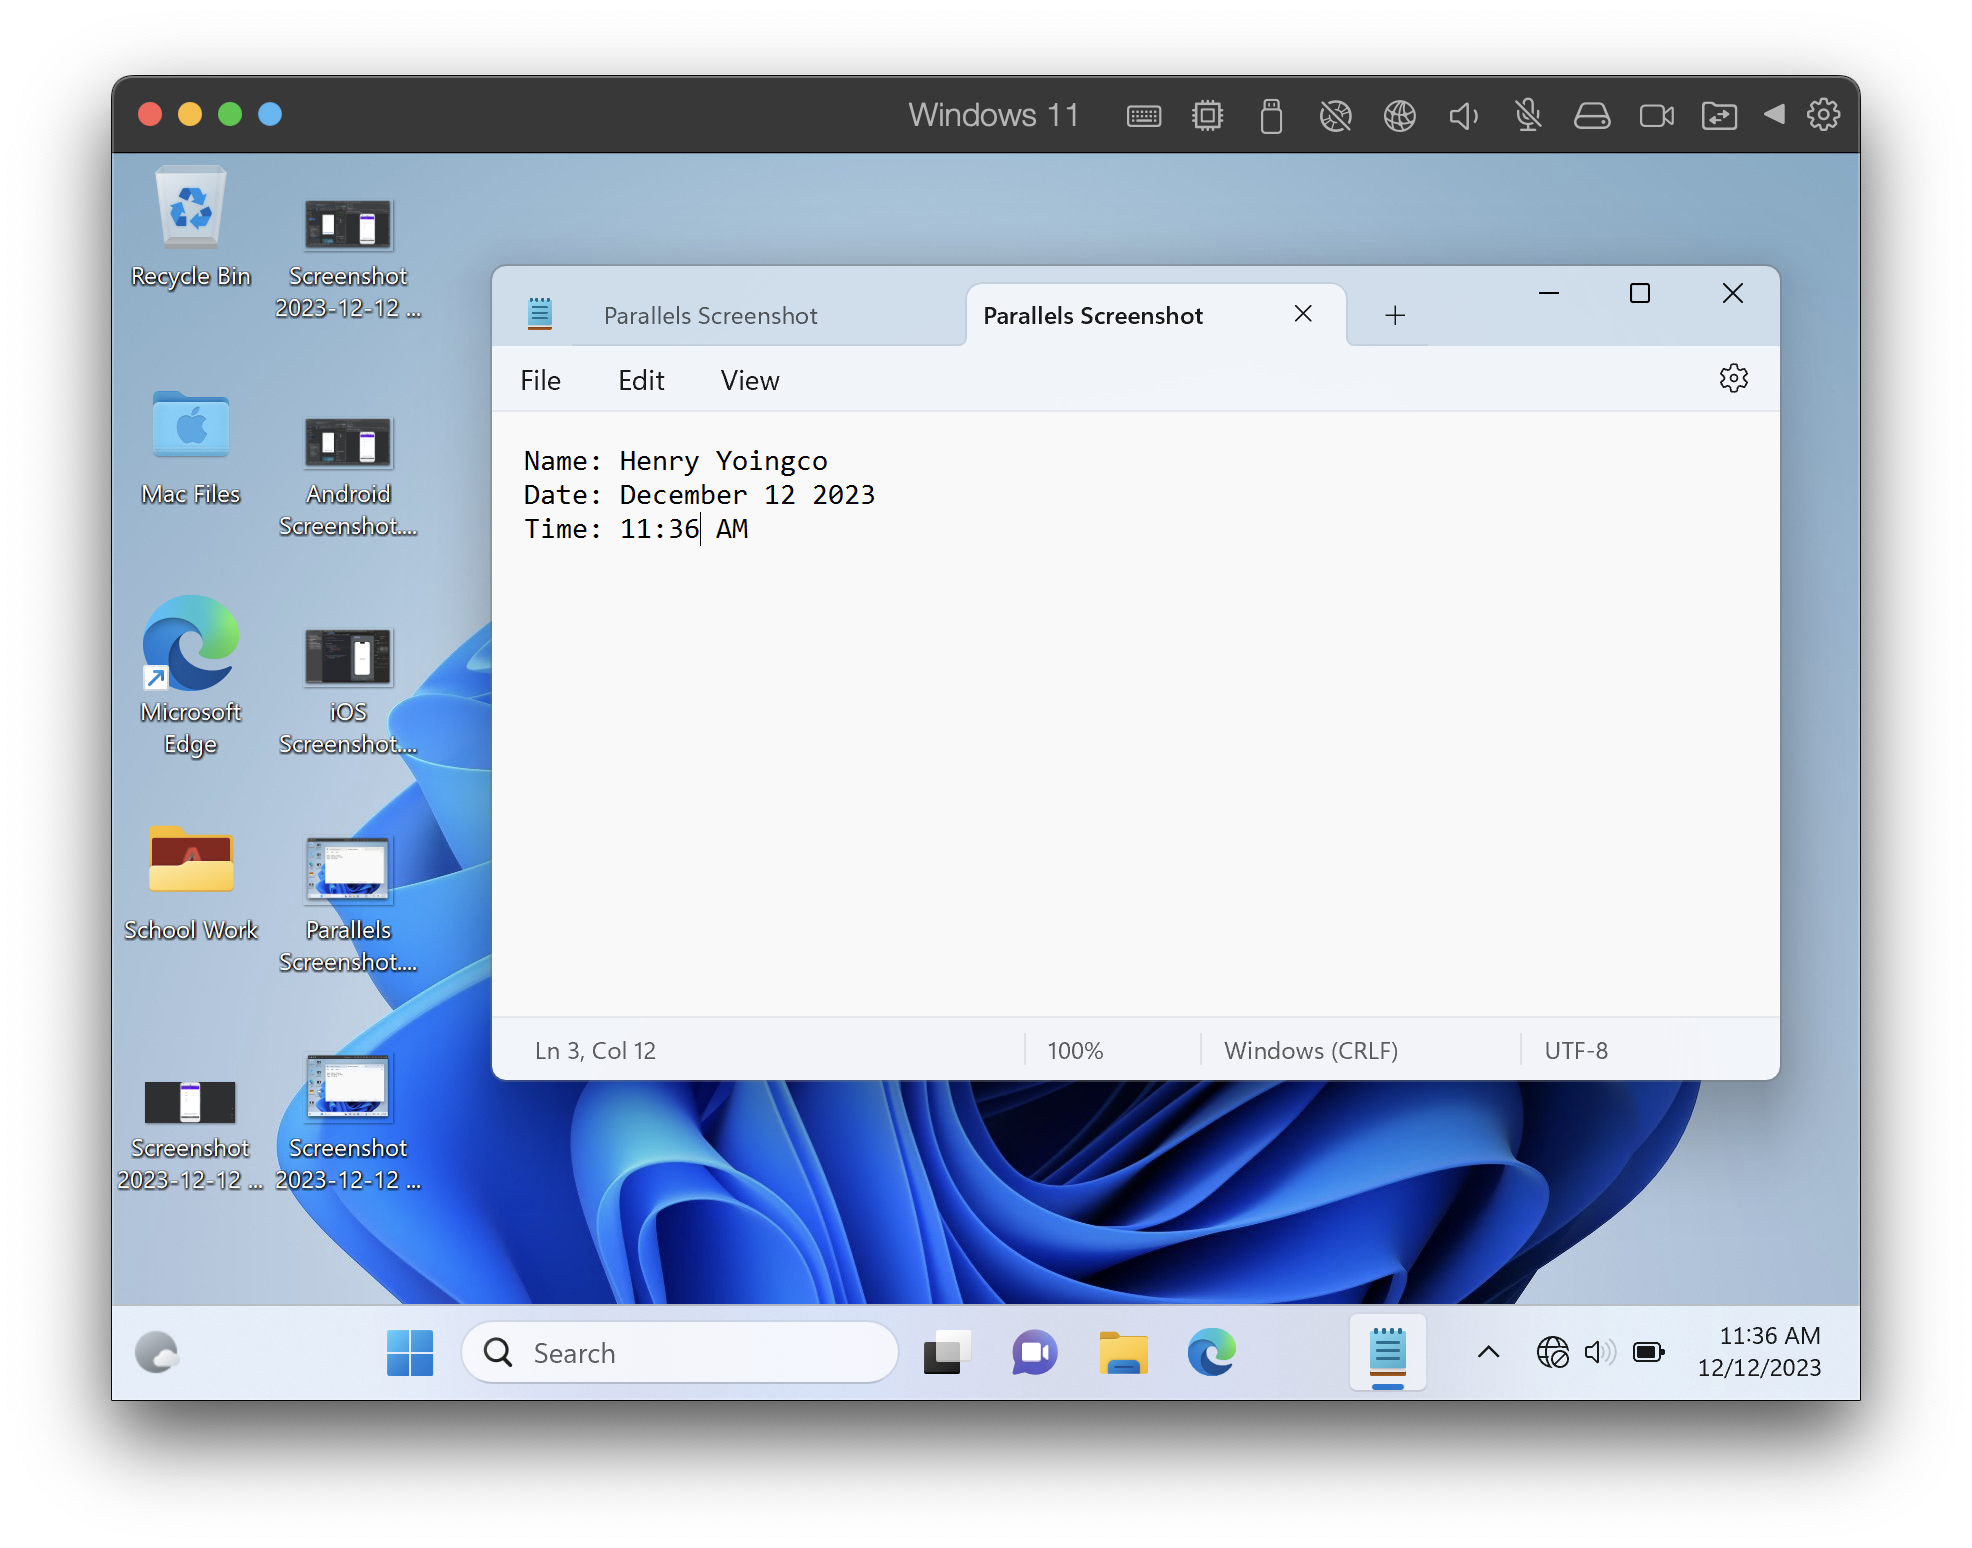 Windows 11
Recycle Bin
Screenshot
2023-12-12 ...
Mac Files
Android
Screenshot....
Microsoft
Edge
iOS
Screenshot....
School Work
Parallels
Screenshot....
Screenshot
2023-12-12 ...
Screenshot
2023-12-12 ...
Parallels Screenshot
Parallels Screenshot
File Edit View
Name: Henry Yoingco
Date: December 12 2023
Time: 11:36 AM
Ln 3, Col 12 100% Windows (CRLF) UTF-8
Search
11:36 AM
12/12/2023